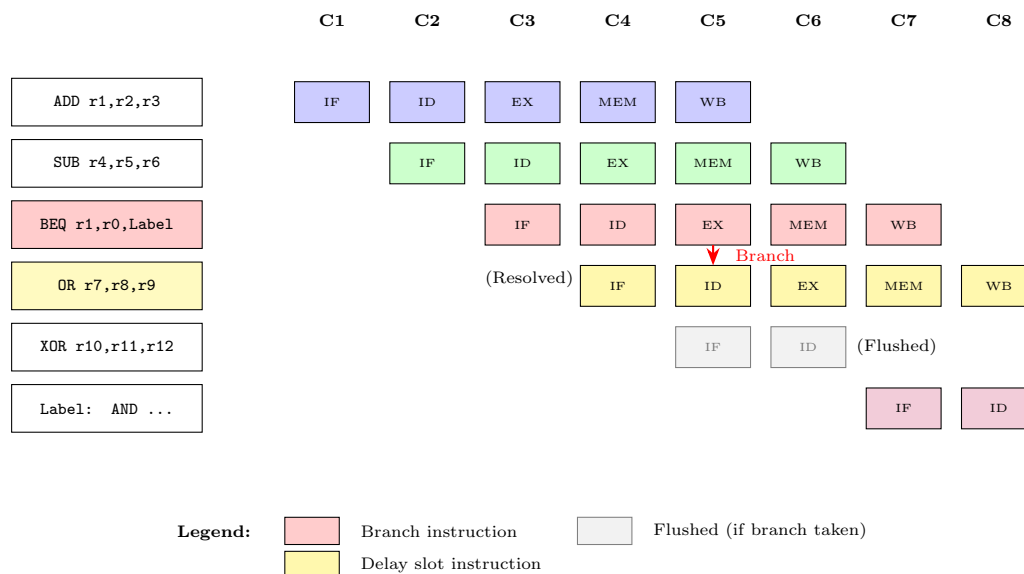 C1 C2 C3 C4 C5 C6 C7 C8
ADD r1,r2,r3 IF ID EX MEM WB
SUB r4,r5,r6 IF ID EX MEM WB
BEQ r1,r0,Label IF ID EX MEM WB
Branch
(Resolved)
OR r7,r8,r9 IF ID EX MEM WB
XOR r10,r11,r12 IF ID (Flushed)
Label: AND ... IF ID
Legend: Branch instruction Flushed (if branch taken)
Delay slot instruction